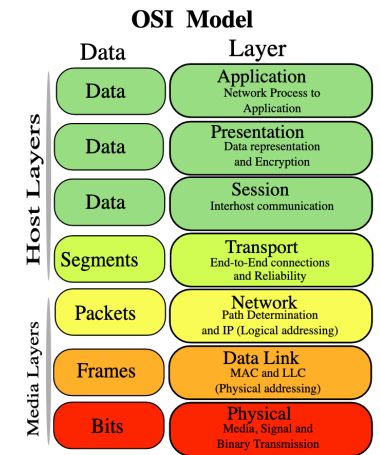 OSI Model
Data
Layer
Host Layers
Data
Application
Network Process to
Application
Data
Presentation
Data representation
and Encryption
Data
Session
Interhost communication
Segments
Transport
End-to-End connections
and Reliability
Media Layers
Packets
Network
Path Determination
and IP (Logical addressing)
Frames
Data Link
MAC and LLC
(Physical addressing)
Bits
Physical
Media, Signal and
Binary Transmission